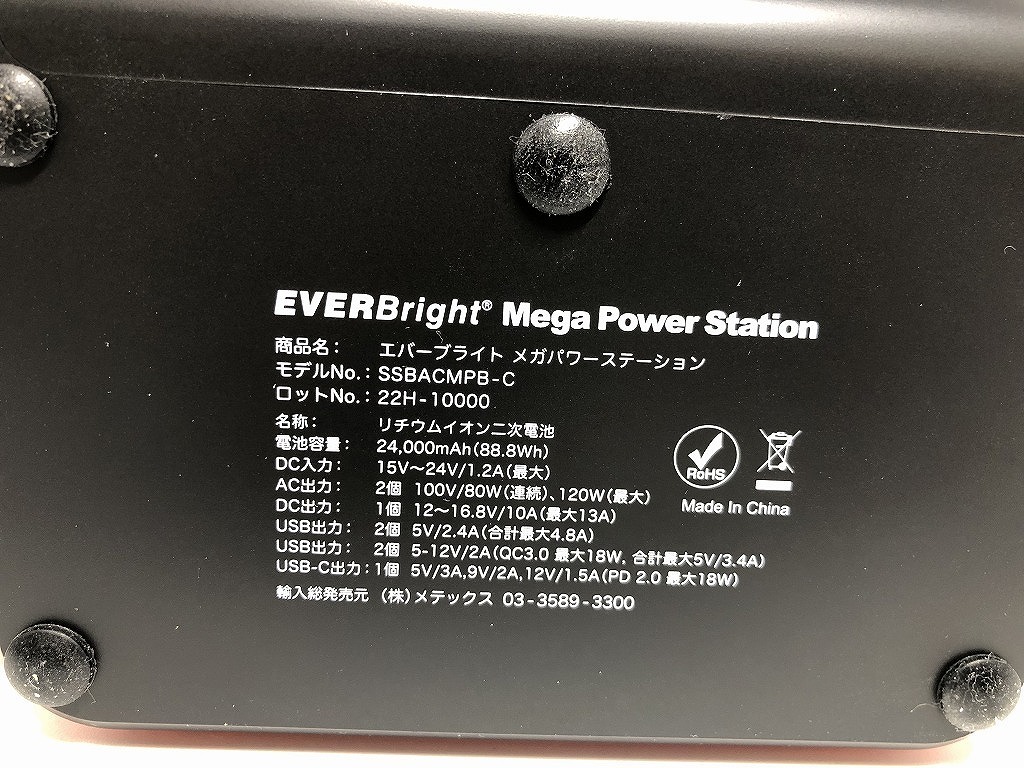 EVERBright® Mega Power Station
商品名： エバーブライト メガパワーステーション
モデルNo.：SSBACMPB-C
ロットNo.：22H-10000
名称： リチウムイオン二次電池
電池容量： 24,000mAh(88.8Wh)
DC入力： 15V〜24V/1.2A(最大)
AC出力： 2個 100V/80W(連続)、120W(最大)
DC出力： 1個 12〜16.8V/10A(最大13A)
USB出力： 2個 5V/2.4A(合計最大4.8A)
USB出力： 2個 5-12V/2A(QC3.0 最大18W, 合計最大5V/3.4A)
USB-C出力：1個 5V/3A,9V/2A,12V/1.5A(PD 2.0 最大18W)
輸入総発売元 (株)メテックス 03-3589-3300
RoHS
Made In China